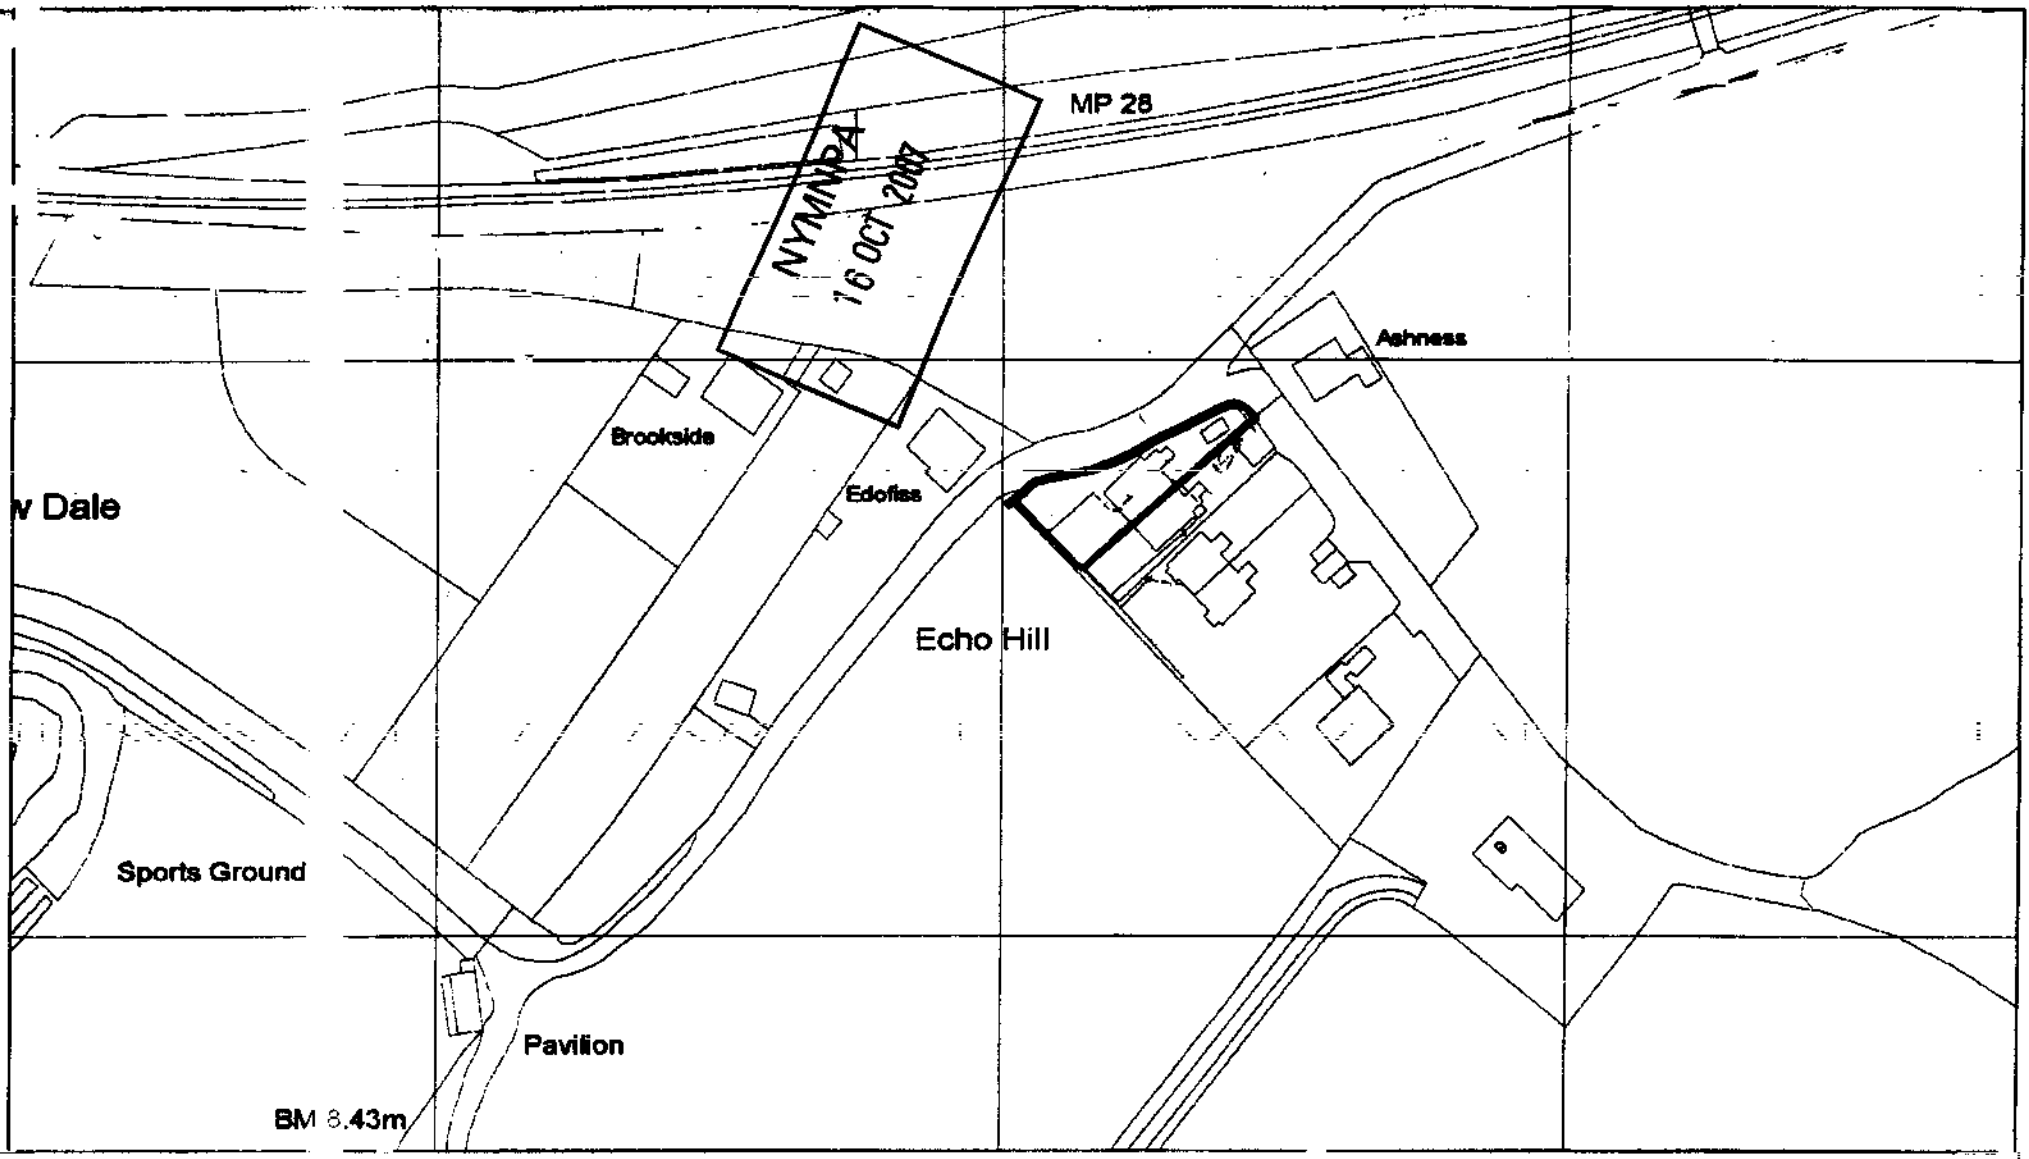 MP 28
NYMNPA
16 OCT 2007
Ashness
Brookside
Edofiss
w Dale
Echo Hill
Sports Ground
Pavilion
BM 8.43m